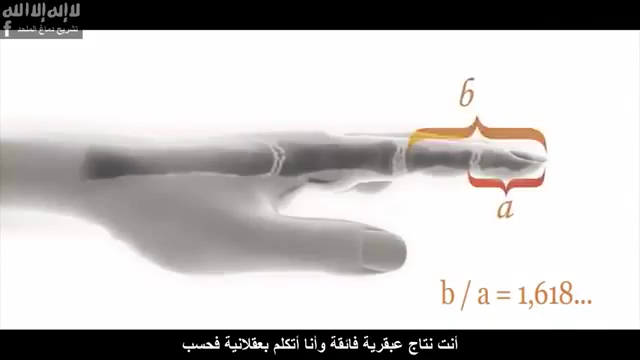 لا إله إلا الله
تشريح دماغ الملحد
b
a
b / a = 1,618...
أنت نتاج عبقرية فائقة وأنا أتكلم بعقلانية فحسب